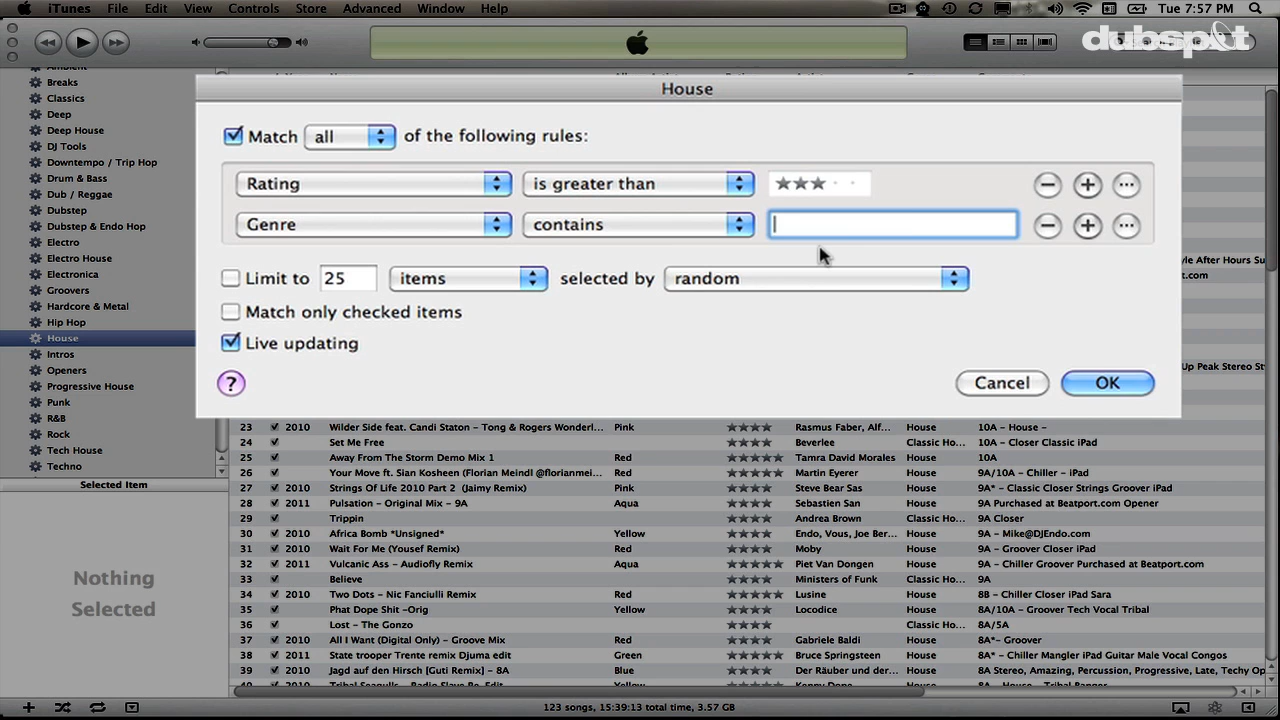 iTunes File Edit View Controls Store Advanced Window Help Tue 7:57 PM
dubspot
Breaks
Classics
Deep
Deep House
DJ Tools
Downtempo / Trip Hop
Drum & Bass
Dub / Reggae
Dubstep
Dubstep & Endo Hop
Electro
Electro House
Electronica
Groovers
Hardcore & Metal
Hip Hop
House
Intros
Openers
Progressive House
Punk
R&B
Rock
Tech House
Techno
Selected Item
Nothing
Selected
House
Match all of the following rules:
Rating is greater than ★★★
Genre contains
Limit to 25 items selected by random
Match only checked items
Live updating
? Cancel OK
23 2010 Wilder Side feat. Candi Staton – Tong & Rogers Wonderl... Pink ★★★★ Rasmus Faber, Alf... House 10A – House –
24 Set Me Free ★★★★ Beverlee Classic Ho... 10A – Closer Classic iPad
25 Away From The Storm Demo Mix 1 Red ★★★★★ Tamra David Morales House 10A
26 Your Move ft. Sian Kosheen (Florian Meindl @florianmei... Red ★★★★★ Martin Eyerer House 9A/10A – Chiller – iPad
27 2010 Strings Of Life 2010 Part 2 (Jaimy Remix) Red ★★★★ Steve Bear Sas House 9A* – Classic Closer Strings Groover iPad
28 2011 Pulsation – Original Mix – 9A Aqua ★★★★ Sebastien San House 9A Purchased at Beatport.com Opener
29 Trippin ★★★★ Andrea Brown Classic Ho... 9A Closer
30 Africa Bomb *Unsigned* Yellow ★★★★ Endo, Vous, Joe Ber... House 9A – Mike@DJEndo.com
31 2010 Wait For Me (Yousef Remix) Red ★★★★ Moby House 9A – Groover Closer iPad
32 2011 Vulcanic Ass – Audiofly Remix Aqua ★★★★★ Piet Van Dongen House 9A – Chiller Groover Purchased at Beatport.com
33 Believe ★★★★ Ministers of Funk Classic Ho... 9A
34 2010 Two Dots – Nic Fanciulli Remix Red ★★★★★ Lusine House 8B – Chiller Closer iPad Sara
35 Phat Dope Shit –Orig Yellow ★★★★ Locodice House 8A/10A – Groover Tech Vocal Tribal
36 Lost – The Gonzo ★★★★ Classic Ho... 8A/5A
37 2010 All I Want (Digital Only) – Groove Mix Red ★★★★ Gabriele Baldi House 8A*– Groover
38 2011 State trooper Trente remix Djuma edit Green ★★★★★ Bruce Springsteen House 8A – Chiller Mangler iPad Guitar Male Vocal Congos
39 2010 Jagd auf den Hirsch [Guti Remix] – 8A Blue ★★★★ Der Räuber und der... House 8A Stereo, Amazing, Percussion, Progressive, Late, Techy Op
123 songs, 15:39:13 total time, 3.57 GB